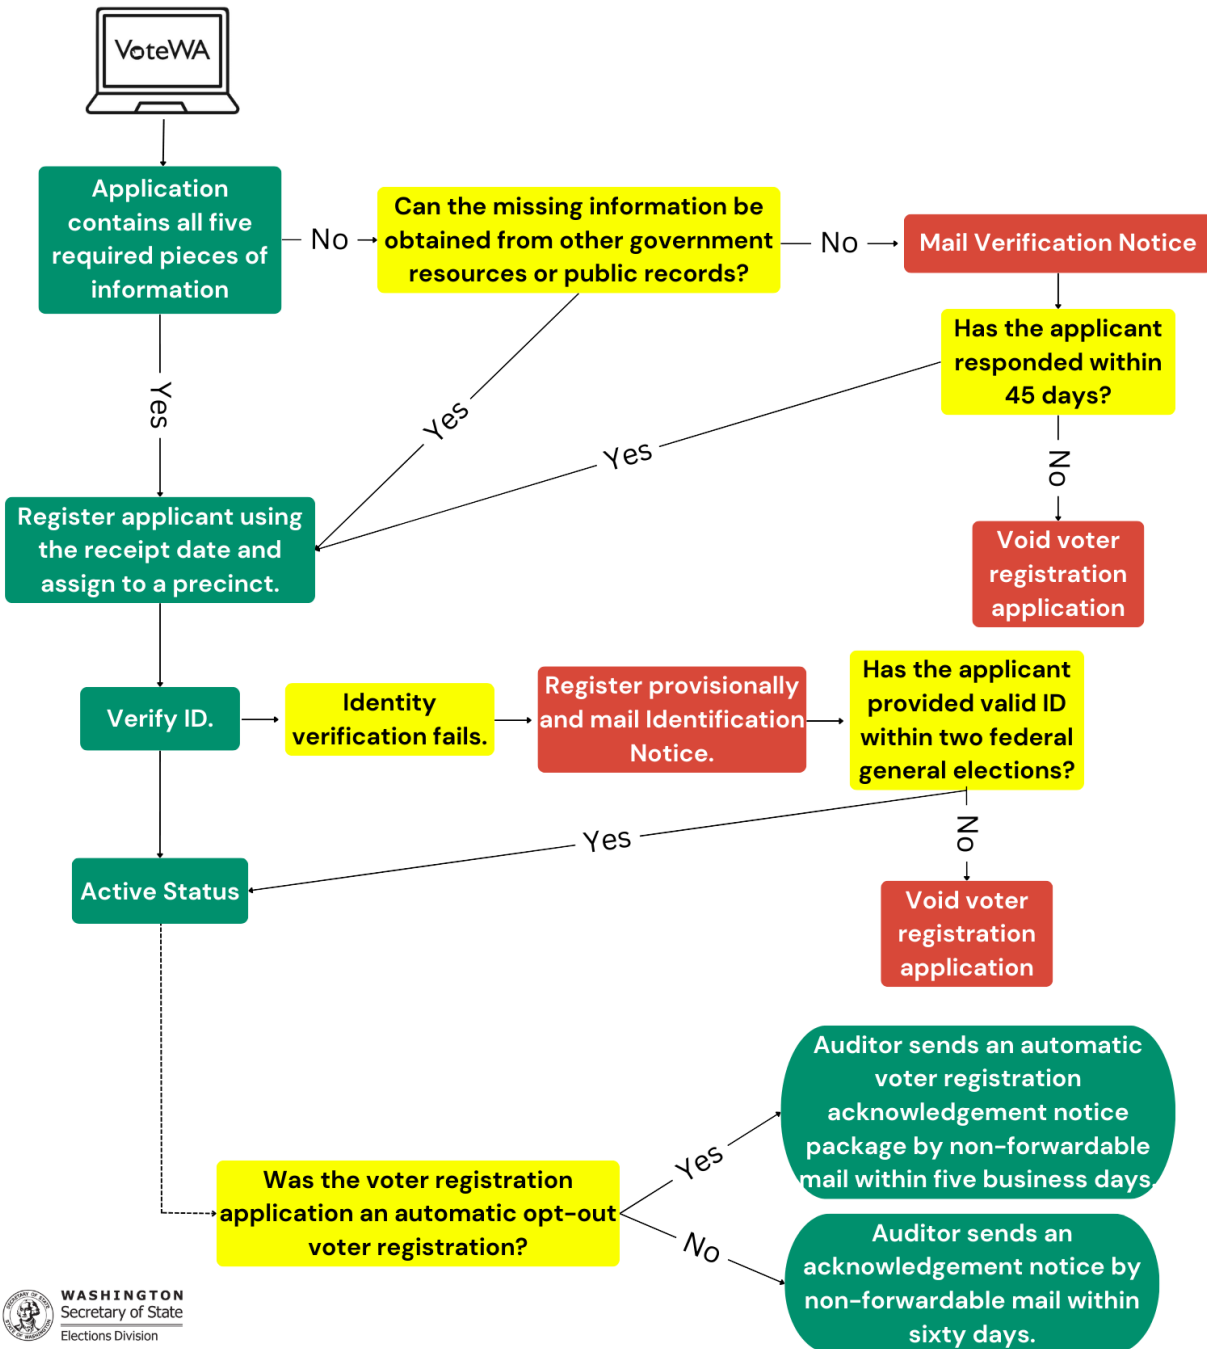 VoteWA
Application
contains all five
required pieces of
information
No
Can the missing information be
obtained from other government
resources or public records?
No
Mail Verification Notice
Has the applicant
responded within
45 days?
Yes
Yes
Yes
No
Void voter
registration
application
Register applicant using
the receipt date and
assign to a precinct.
Verify ID.
Identity
verification fails.
Register provisionally
and mail Identification
Notice.
Has the applicant
provided valid ID
within two federal
general elections?
Yes
No
Active Status
Void voter
registration
application
Was the voter registration
application an automatic opt-out
voter registration?
Yes
Auditor sends an automatic
voter registration
acknowledgement notice
package by non-forwardable
mail within five business days.
No
Auditor sends an
acknowledgement notice by
non-forwardable mail within
sixty days.
WASHINGTON
Secretary of State
Elections Division